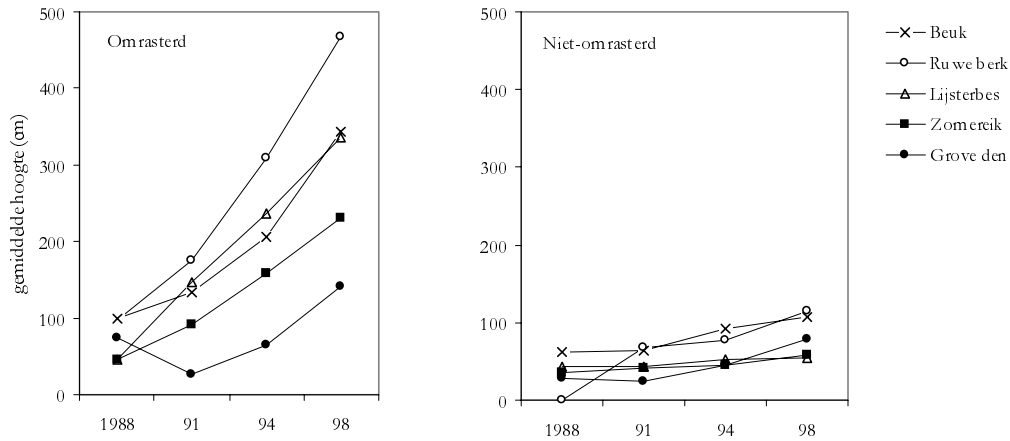 gemiddelde hoogte (cm)
500
400
300
200
100
0
Omrasterd
1988 91 94 98
500
400
300
200
100
0
Niet-omrasterd
1988 91 94 98
Beuk
Ruwe berk
Lijsterbes
Zomereik
Grove den